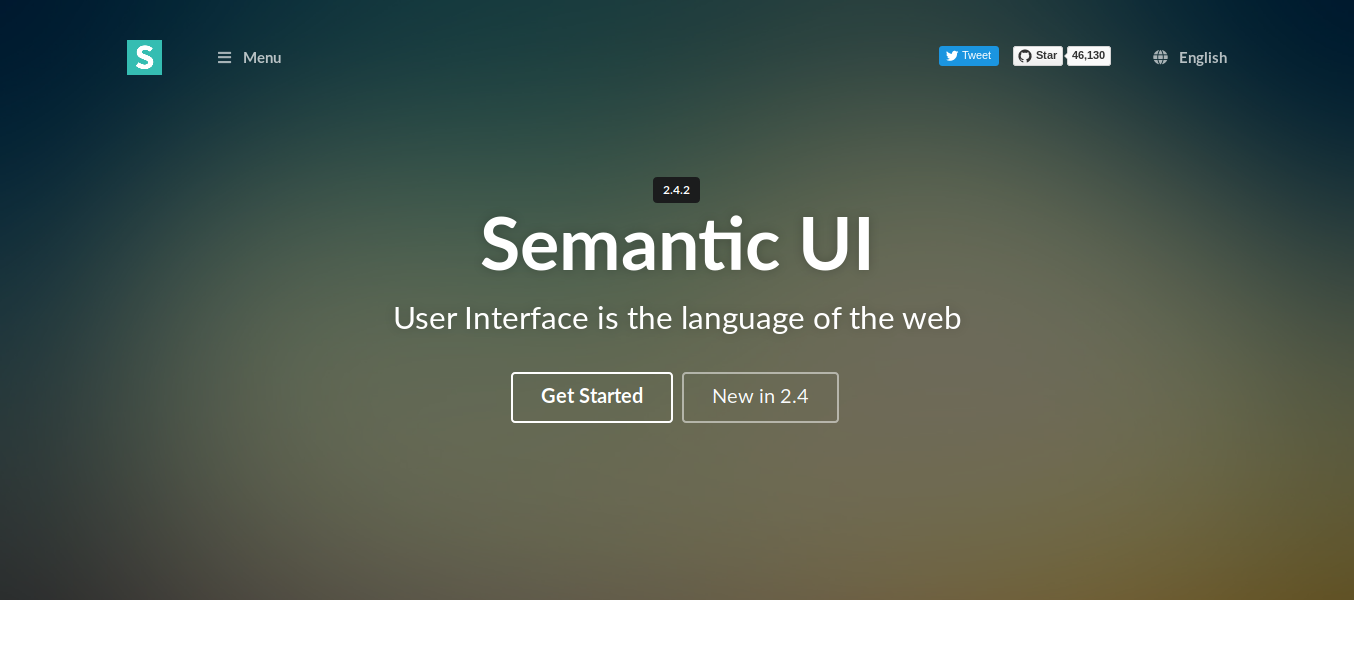 S Menu Tweet Star 46,130 English
2.4.2
Semantic UI
User Interface is the language of the web
Get Started New in 2.4